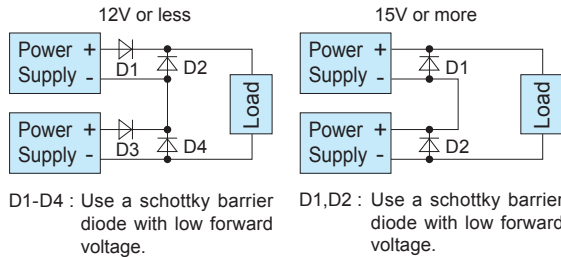 12V or less
Power +
Supply -
D1
D2
Load
Power +
Supply -
D3
D4
D1-D4 : Use a schottky barrier
diode with low forward
voltage.
15V or more
Power +
Supply -
D1
Load
Power +
Supply -
D2
D1,D2 : Use a schottky barrier
diode with low forward
voltage.